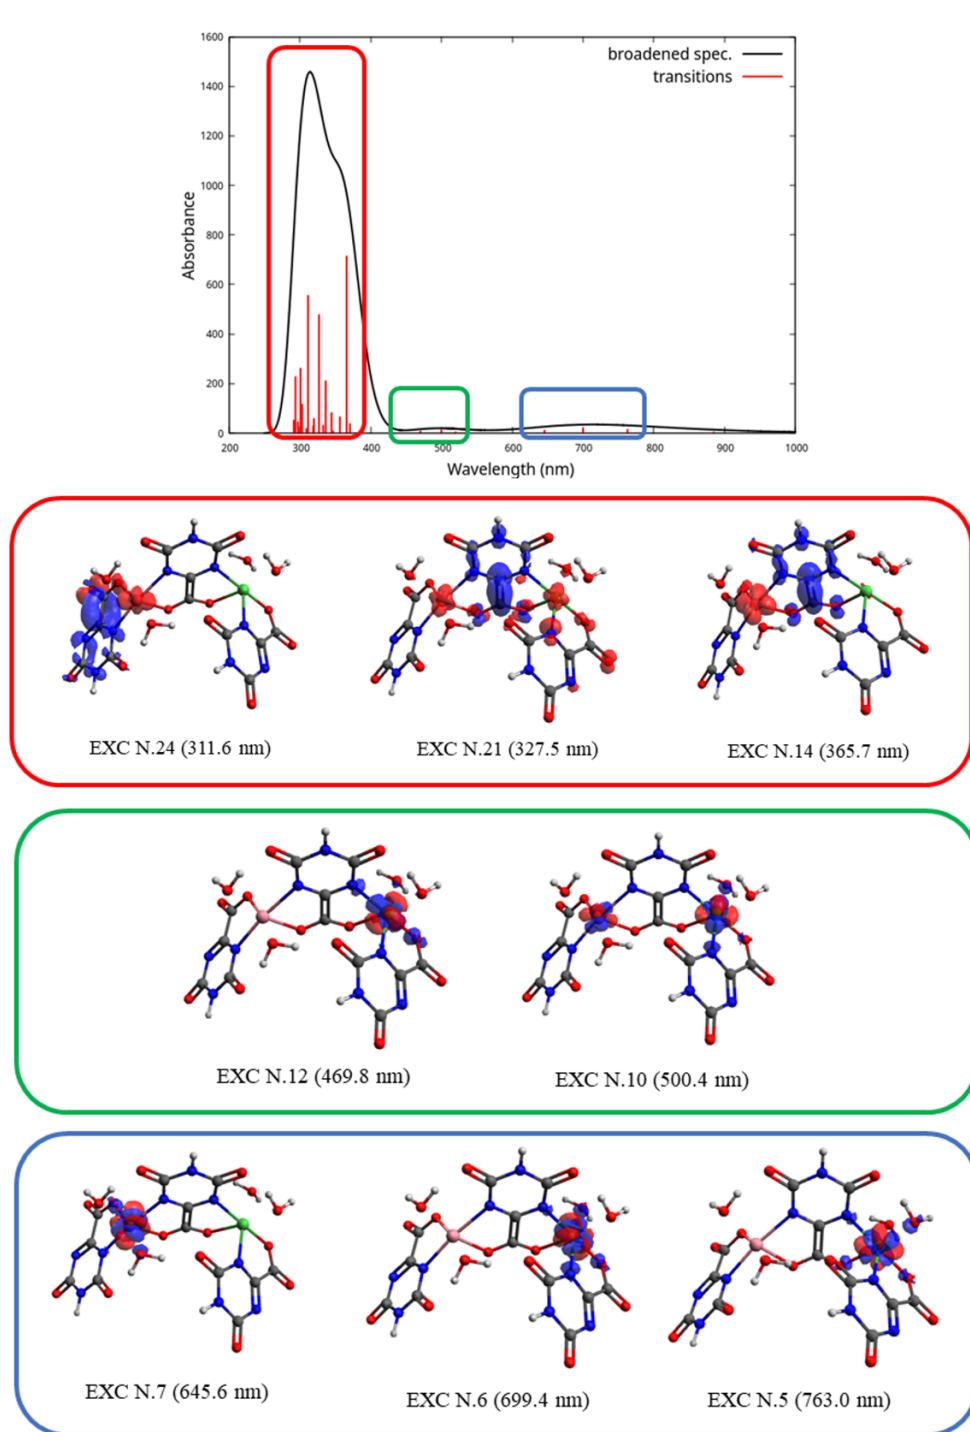 1600
1400
1200
1000
800
600
400
200
0
Absorbance
broadened spec.
transitions
200 300 400 500 600 700 800 900 1000
Wavelength (nm)
EXC N.24 (311.6 nm) EXC N.21 (327.5 nm) EXC N.14 (365.7 nm)
EXC N.12 (469.8 nm) EXC N.10 (500.4 nm)
EXC N.7 (645.6 nm) EXC N.6 (699.4 nm) EXC N.5 (763.0 nm)